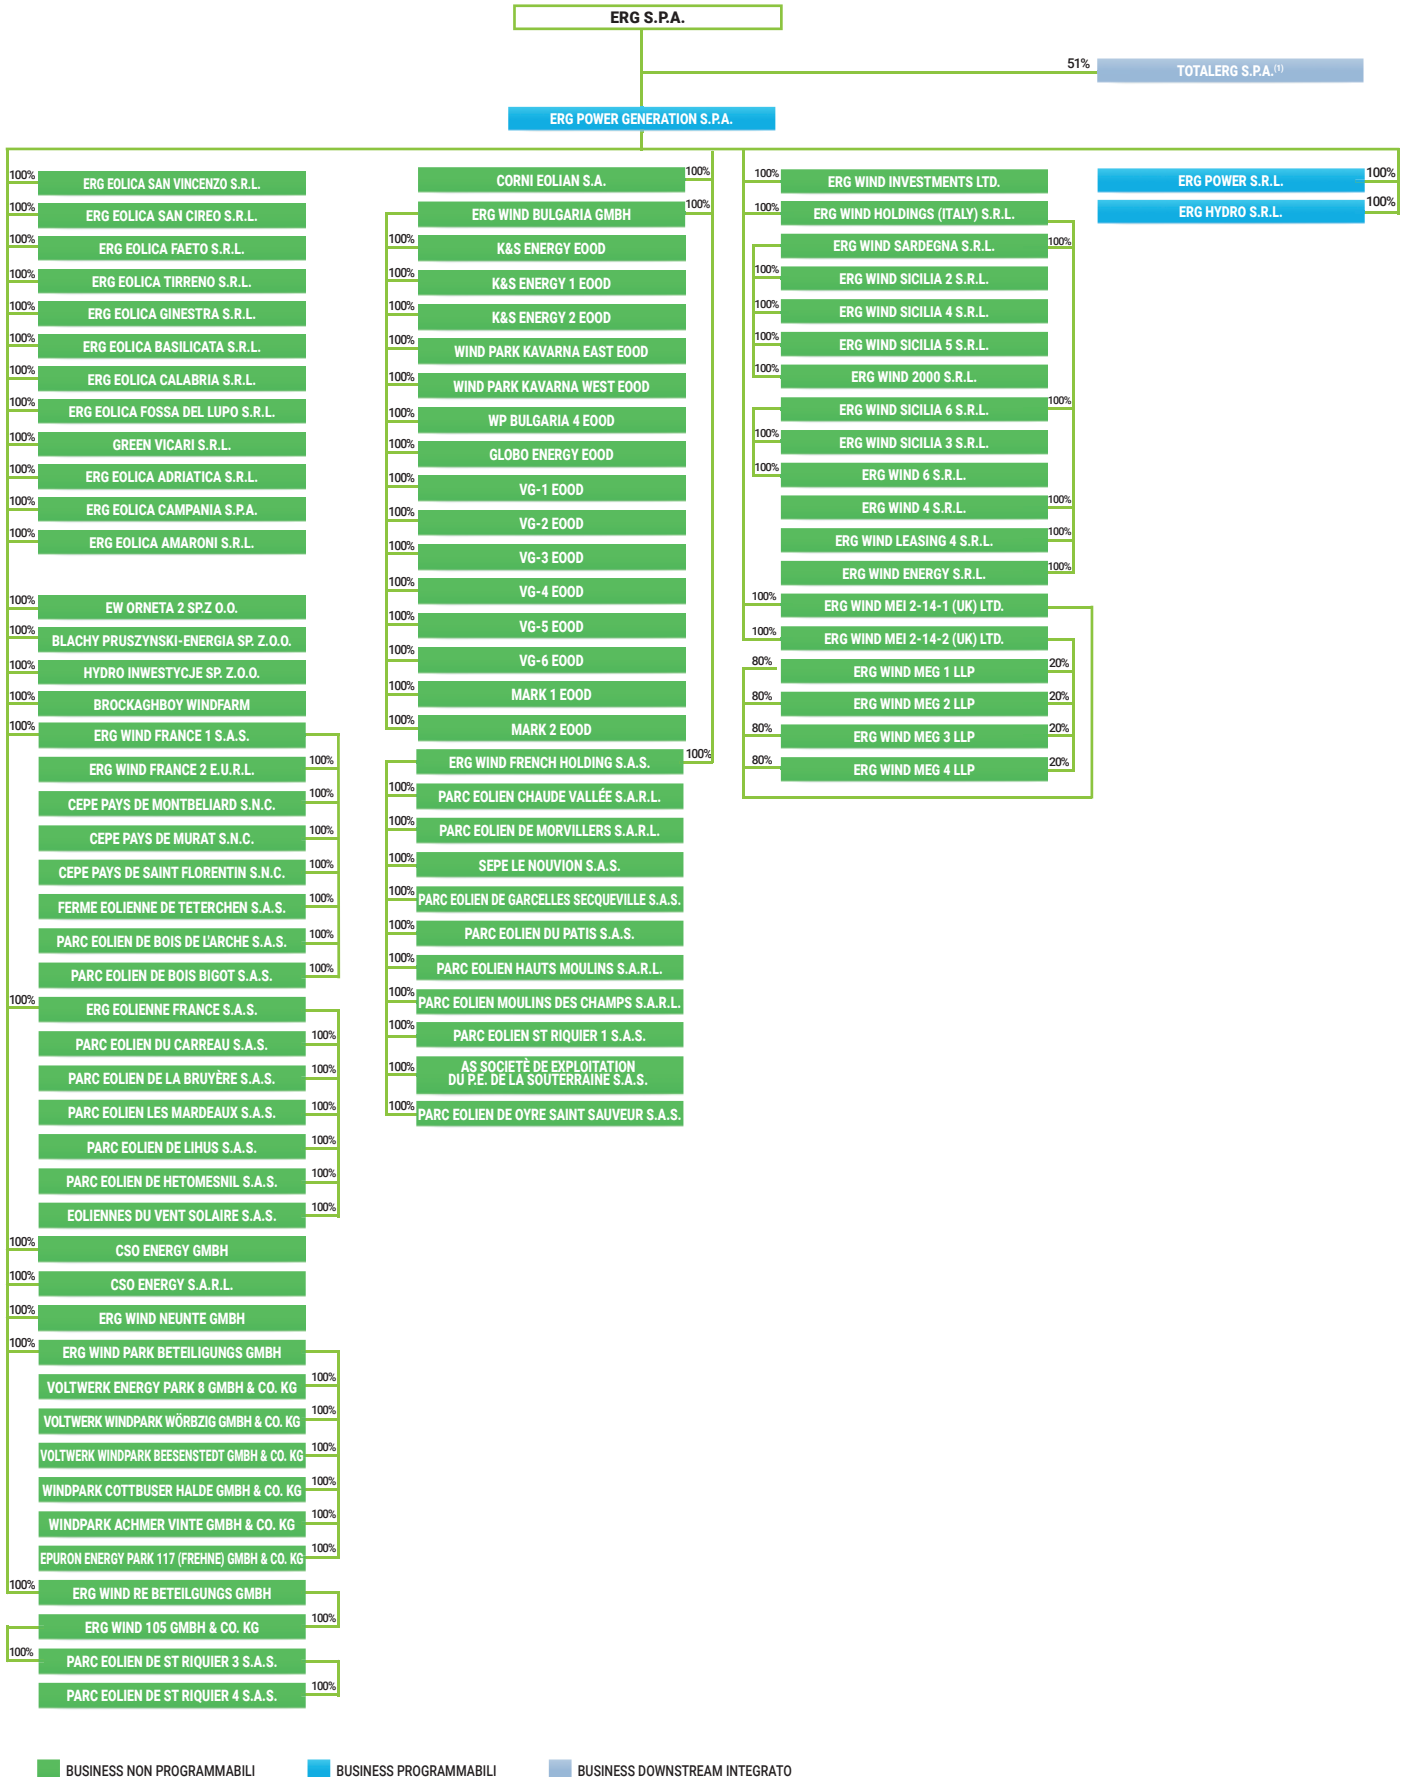 ERG S.P.A.
51%
TOTALERG S.P.A.(1)
ERG POWER GENERATION S.P.A.
100%
ERG EOLICA SAN VINCENZO S.R.L.
100%
ERG EOLICA SAN CIREO S.R.L.
100%
ERG EOLICA FAETO S.R.L.
100%
ERG EOLICA TIRRENO S.R.L.
100%
ERG EOLICA GINESTRA S.R.L.
100%
ERG EOLICA BASILICATA S.R.L.
100%
ERG EOLICA CALABRIA S.R.L.
100%
ERG EOLICA FOSSA DEL LUPO S.R.L.
100%
GREEN VICARI S.R.L.
100%
ERG EOLICA ADRIATICA S.R.L.
100%
ERG EOLICA CAMPANIA S.P.A.
100%
ERG EOLICA AMARONI S.R.L.
100%
EW ORNETA 2 SP.Z O.O.
100%
BLACHY PRUSZYNSKI-ENERGIA SP. Z.O.O.
100%
HYDRO INWESTYCJE SP. Z.O.O.
100%
BROCKAGHBOY WINDFARM
100%
ERG WIND FRANCE 1 S.A.S.
100%
ERG WIND FRANCE 2 E.U.R.L.
100%
CEPE PAYS DE MONTBELIARD S.N.C.
100%
CEPE PAYS DE MURAT S.N.C.
100%
CEPE PAYS DE SAINT FLORENTIN S.N.C.
100%
FERME EOLIENNE DE TETERCHEN S.A.S.
100%
PARC EOLIEN DE BOIS DE L'ARCHE S.A.S.
100%
PARC EOLIEN DE BOIS BIGOT S.A.S.
100%
ERG EOLIENNE FRANCE S.A.S.
100%
PARC EOLIEN DU CARREAU S.A.S.
100%
PARC EOLIEN DE LA BRUYÈRE S.A.S.
100%
PARC EOLIEN LES MARDEAUX S.A.S.
100%
PARC EOLIEN DE LIHUS S.A.S.
100%
PARC EOLIEN DE HETOMESNIL S.A.S.
100%
EOLIENNES DU VENT SOLAIRE S.A.S.
100%
CSO ENERGY GMBH
100%
CSO ENERGY S.A.R.L.
100%
ERG WIND NEUNTE GMBH
100%
ERG WIND PARK BETEILIGUNGS GMBH
100%
VOLTWERK ENERGY PARK 8 GMBH & CO. KG
100%
VOLTWERK WINDPARK WÖRBZIG GMBH & CO. KG
100%
VOLTWERK WINDPARK BEESENSTEDT GMBH & CO. KG
100%
WINDPARK COTTBUSER HALDE GMBH & CO. KG
100%
WINDPARK ACHMER VINTE GMBH & CO. KG
100%
EPURON ENERGY PARK 117 (FREHNE) GMBH & CO. KG
100%
ERG WIND RE BETEILGUNGS GMBH
100%
ERG WIND 105 GMBH & CO. KG
100%
PARC EOLIEN DE ST RIQUIER 3 S.A.S.
100%
PARC EOLIEN DE ST RIQUIER 4 S.A.S.
CORNI EOLIAN S.A.
100%
ERG WIND BULGARIA GMBH
100%
100%
K&S ENERGY EOOD
100%
K&S ENERGY 1 EOOD
100%
K&S ENERGY 2 EOOD
100%
WIND PARK KAVARNA EAST EOOD
100%
WIND PARK KAVARNA WEST EOOD
100%
WP BULGARIA 4 EOOD
100%
GLOBO ENERGY EOOD
100%
VG-1 EOOD
100%
VG-2 EOOD
100%
VG-3 EOOD
100%
VG-4 EOOD
100%
VG-5 EOOD
100%
VG-6 EOOD
100%
MARK 1 EOOD
100%
MARK 2 EOOD
ERG WIND FRENCH HOLDING S.A.S.
100%
100%
PARC EOLIEN CHAUDE VALLÉE S.A.R.L.
100%
PARC EOLIEN DE MORVILLERS S.A.R.L.
100%
SEPE LE NOUVION S.A.S.
100%
PARC EOLIEN DE GARCELLES SECQUEVILLE S.A.S.
100%
PARC EOLIEN DU PATIS S.A.S.
100%
PARC EOLIEN HAUTS MOULINS S.A.R.L.
100%
PARC EOLIEN MOULINS DES CHAMPS S.A.R.L.
100%
PARC EOLIEN ST RIQUIER 1 S.A.S.
100%
AS SOCIETÈ DE EXPLOITATION
DU P.E. DE LA SOUTERRAINE S.A.S.
100%
PARC EOLIEN DE OYRE SAINT SAUVEUR S.A.S.
100%
ERG WIND INVESTMENTS LTD.
100%
ERG WIND HOLDINGS (ITALY) S.R.L.
ERG WIND SARDEGNA S.R.L.
100%
100%
ERG WIND SICILIA 2 S.R.L.
100%
ERG WIND SICILIA 4 S.R.L.
100%
ERG WIND SICILIA 5 S.R.L.
100%
ERG WIND 2000 S.R.L.
ERG WIND SICILIA 6 S.R.L.
100%
100%
ERG WIND SICILIA 3 S.R.L.
100%
ERG WIND 6 S.R.L.
ERG WIND 4 S.R.L.
100%
ERG WIND LEASING 4 S.R.L.
100%
ERG WIND ENERGY S.R.L.
100%
100%
ERG WIND MEI 2-14-1 (UK) LTD.
100%
ERG WIND MEI 2-14-2 (UK) LTD.
80%
ERG WIND MEG 1 LLP
20%
80%
ERG WIND MEG 2 LLP
20%
80%
ERG WIND MEG 3 LLP
20%
80%
ERG WIND MEG 4 LLP
20%
ERG POWER S.R.L.
100%
ERG HYDRO S.R.L.
100%
BUSINESS NON PROGRAMMABILI
BUSINESS PROGRAMMABILI
BUSINESS DOWNSTREAM INTEGRATO